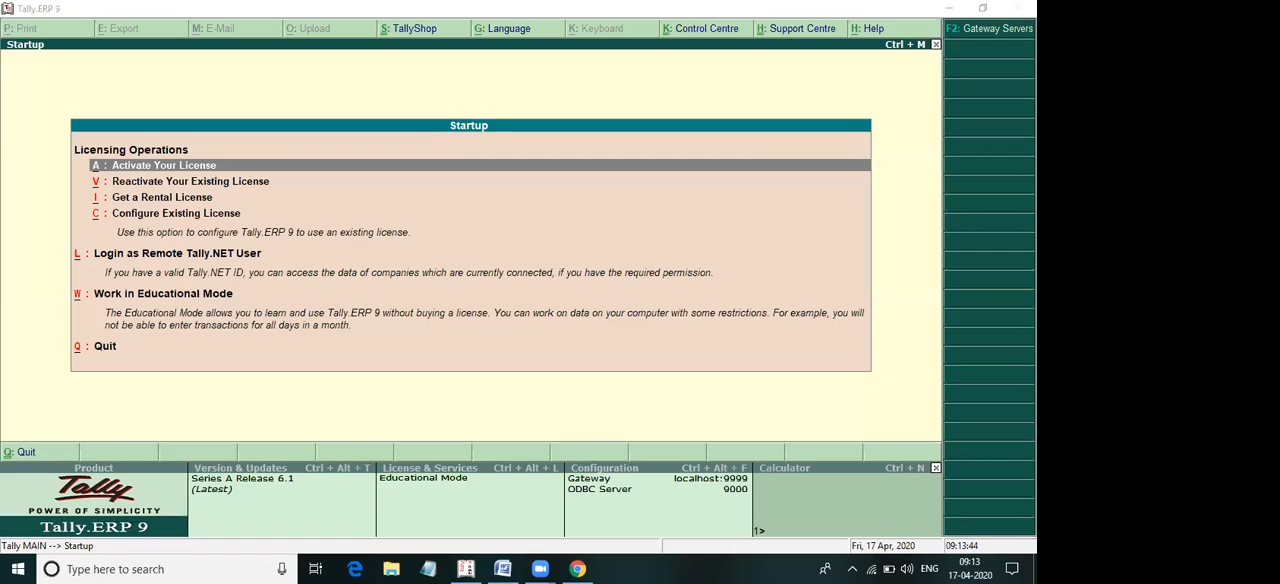 Tally.ERP 9
P: Print E: Export M: E-Mail O: Upload S: TallyShop G: Language K: Keyboard K: Control Centre H: Support Centre H: Help F2: Gateway Servers
Startup Ctrl + M
Startup
Licensing Operations
A : Activate Your License
V : Reactivate Your Existing License
I : Get a Rental License
C : Configure Existing License
Use this option to configure Tally.ERP 9 to use an existing license.
L : Login as Remote Tally.NET User
If you have a valid Tally.NET ID, you can access the data of companies which are currently connected, if you have the required permission.
W : Work in Educational Mode
The Educational Mode allows you to learn and use Tally.ERP 9 without buying a license. You can work on data on your computer with some restrictions. For example, you will
not be able to enter transactions for all days in a month.
Q : Quit
Q: Quit
Product Version & Updates Ctrl + Alt + T License & Services Ctrl + Alt + L Configuration Ctrl + Alt + F Calculator Ctrl + N
Series A Release 6.1 Educational Mode Gateway localhost:9999
(Latest) ODBC Server 9000
Tally
POWER OF SIMPLICITY
Tally.ERP 9
1>
Tally MAIN --> Startup Fri, 17 Apr, 2020 09:13:44
Type here to search ENG 09:13
17-04-2020